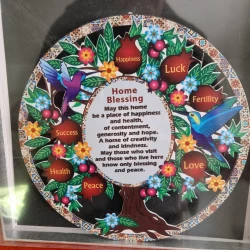 Happiness
Luck
Fertility
Love
Peace
Health
Success
Home
Blessing
May this home
be a place of happiness
and health,
of contentment,
generosity and hope.
A home of creativity
and kindness.
May those who visit
and those who live here
know only blessing
and peace.